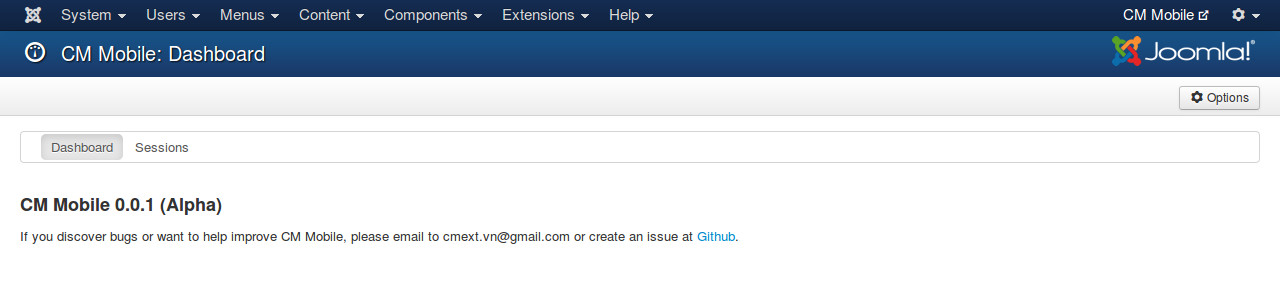 System Users Menus Content Components Extensions Help CM Mobile
CM Mobile: Dashboard Joomla!®
Options
Dashboard Sessions
CM Mobile 0.0.1 (Alpha)
If you discover bugs or want to help improve CM Mobile, please email to cmext.vn@gmail.com or create an issue at Github.